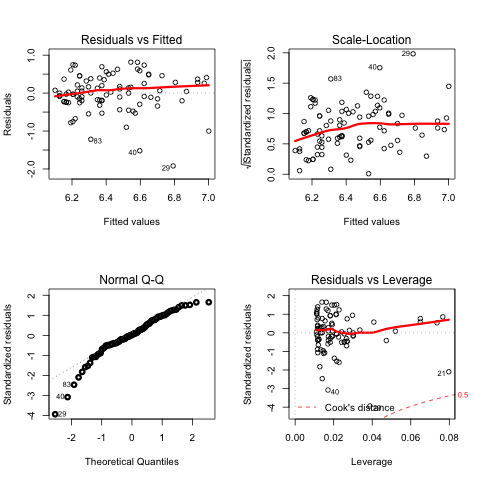 Residuals vs Fitted
Residuals
1.0
0.0
-1.0
-2.0
83
40
29
6.2 6.4 6.6 6.8 7.0
Fitted values
Scale-Location
√|Standardized residuals|
2.0
1.5
1.0
0.5
0.0
29
40
83
6.2 6.4 6.6 6.8 7.0
Fitted values
Normal Q-Q
Standardized residuals
2
1
0
-1
-2
-3
-4
83
40
29
-2 -1 0 1 2
Theoretical Quantiles
Residuals vs Leverage
Standardized residuals
2
1
0
-1
-2
-3
-4
21
40
0.5
Cook's distance
0.00 0.02 0.04 0.06 0.08
Leverage